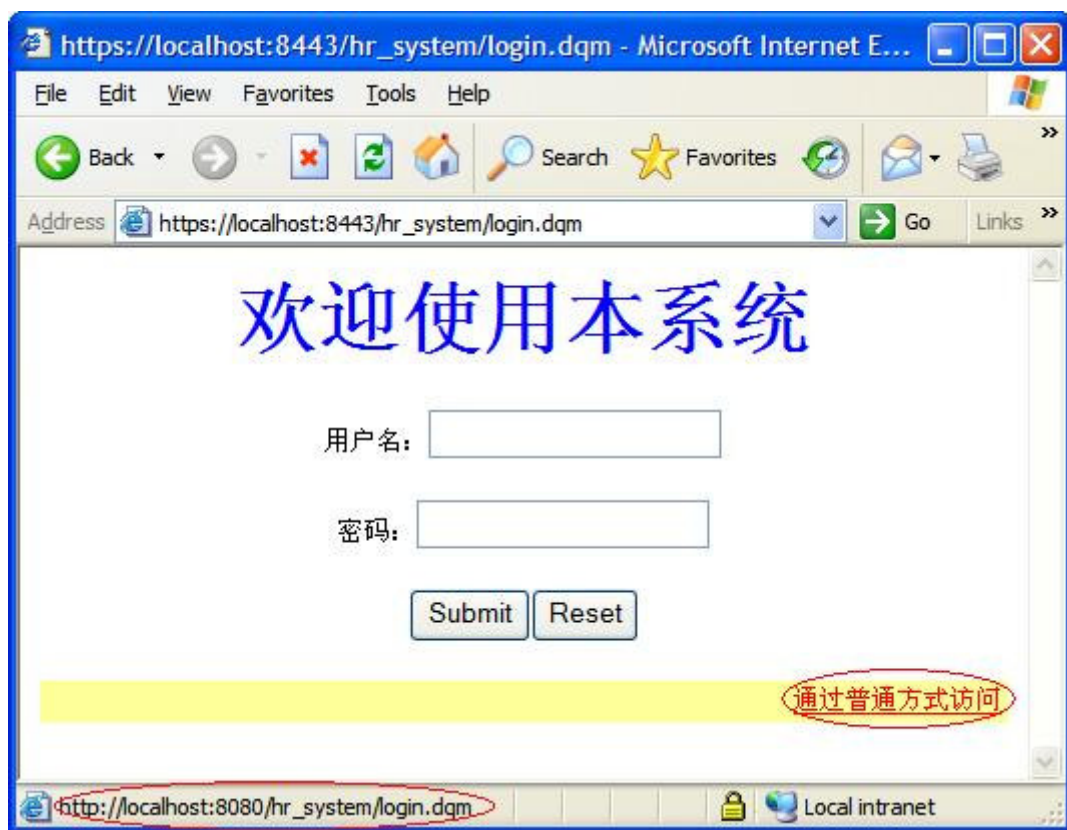 https://localhost:8443/hr_system/login.dqm - Microsoft Internet E...
File Edit View Favorites Tools Help
Back Search Favorites »
Address https://localhost:8443/hr_system/login.dqm Go Links »
欢迎使用本系统
用户名：
密码：
Submit Reset
通过普通方式访问
http://localhost:8080/hr_system/login.dqm Local intranet